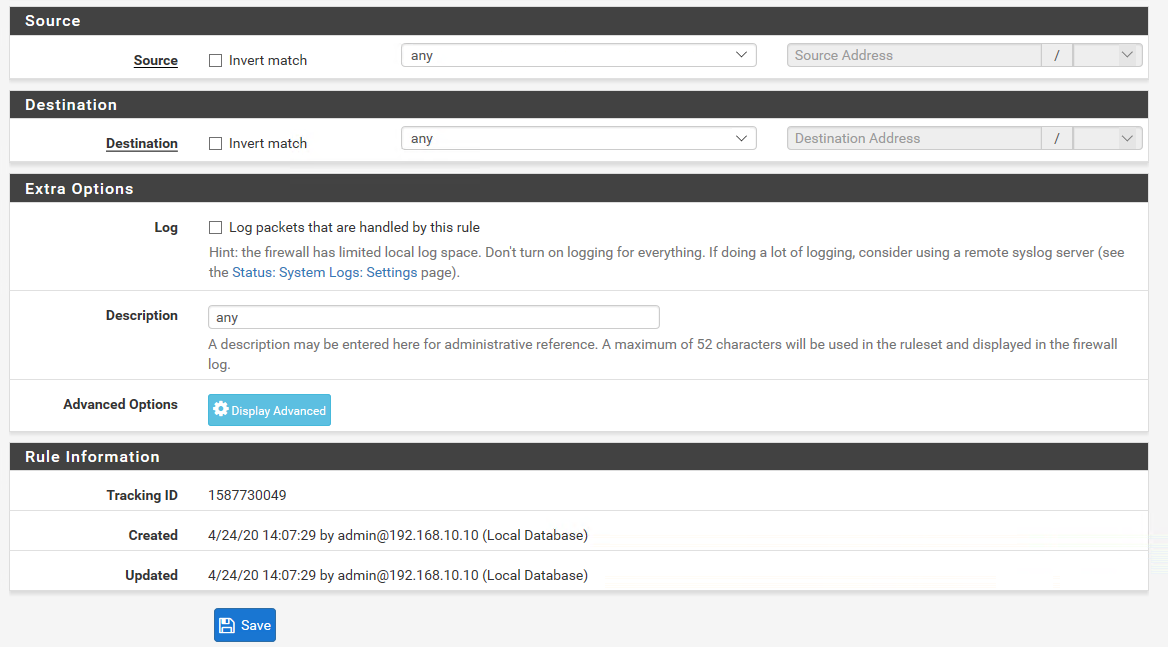 Source
Source Invert match any Source Address /
Destination
Destination Invert match any Destination Address /
Extra Options
Log Log packets that are handled by this rule
Hint: the firewall has limited local log space. Don't turn on logging for everything. If doing a lot of logging, consider using a remote syslog server (see
the Status: System Logs: Settings page).
Description any
A description may be entered here for administrative reference. A maximum of 52 characters will be used in the ruleset and displayed in the firewall
log.
Advanced Options Display Advanced
Rule Information
Tracking ID 1587730049
Created 4/24/20 14:07:29 by admin@192.168.10.10 (Local Database)
Updated 4/24/20 14:07:29 by admin@192.168.10.10 (Local Database)
Save